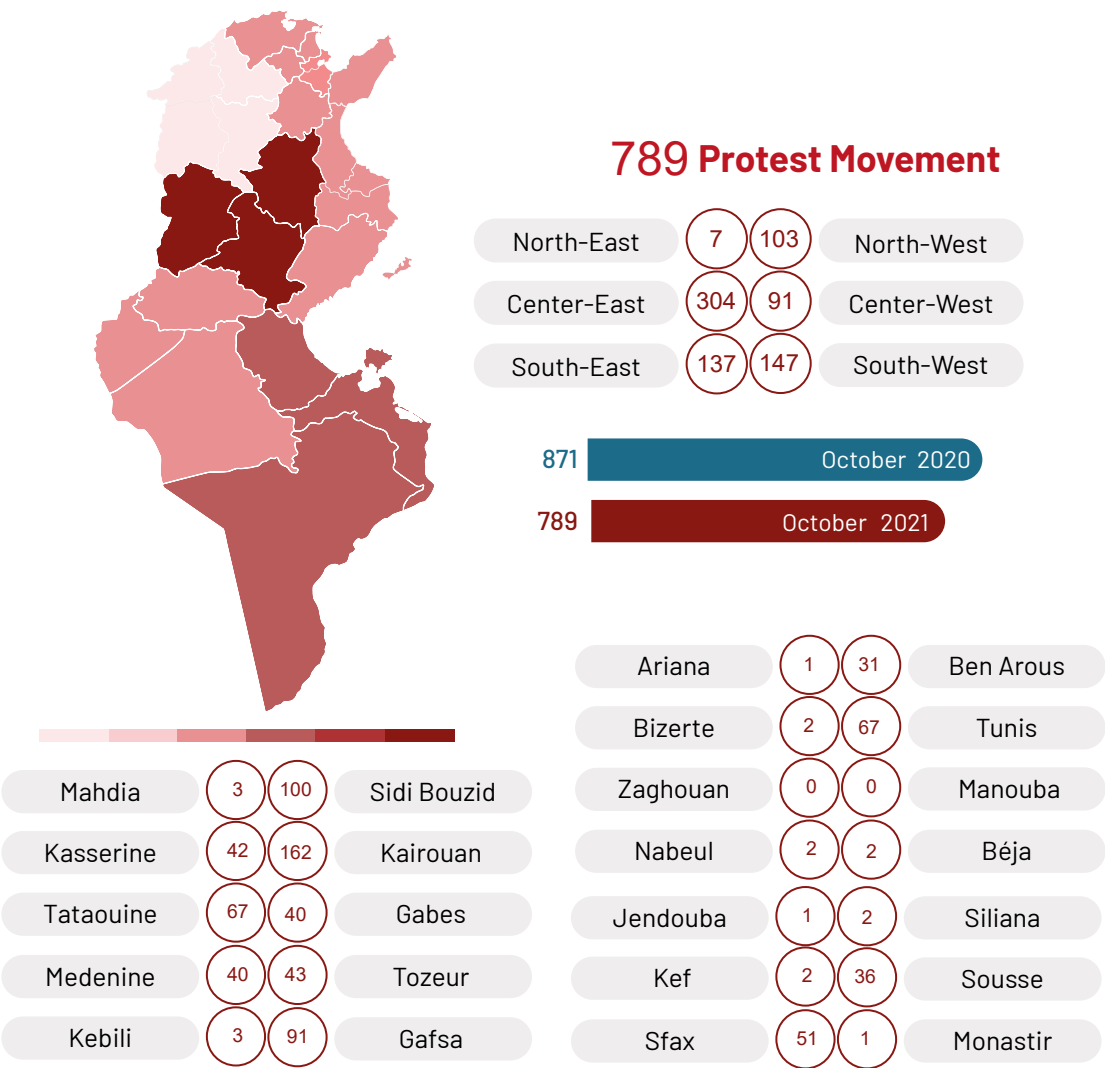 789 Protest Movement
North-East 7 103 North-West
Center-East 304 91 Center-West
South-East 137 147 South-West
871 October 2020
789 October 2021
Ariana 1 31 Ben Arous
Bizerte 2 67 Tunis
Zaghouan 0 0 Manouba
Nabeul 2 2 Béja
Jendouba 1 2 Siliana
Kef 2 36 Sousse
Sfax 51 1 Monastir
Mahdia 3 100 Sidi Bouzid
Kasserine 42 162 Kairouan
Tataouine 67 40 Gabes
Medenine 40 43 Tozeur
Kebili 3 91 Gafsa